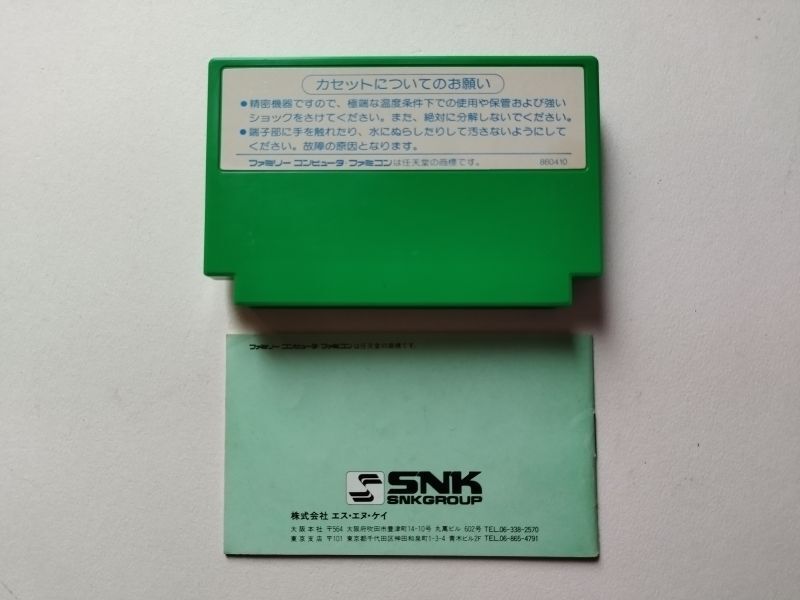 カセットについてのお願い
●精密機器ですので、極端な温度条件下での使用や保管および強い
ショックをさけてください。また、絶対に分解しないでください。
●端子部に手を触れたり、水にぬらしたりして汚さないようにして
ください。故障の原因となります。
ファミリー コンピュータ・ファミコンは任天堂の商標です。 860410
ファミリー コンピュータ ファミコンは任天堂の商標です。
SNK
SNK GROUP
株式会社 エス・エヌ・ケイ
大阪本社 〒564 大阪府吹田市豊津町14-10号 丸萬ビル 602号 TEL.06-338-2570
東京支店 〒101 東京都千代田区神田和泉町1-3-4 青木ビル2F TEL.06-865-4791